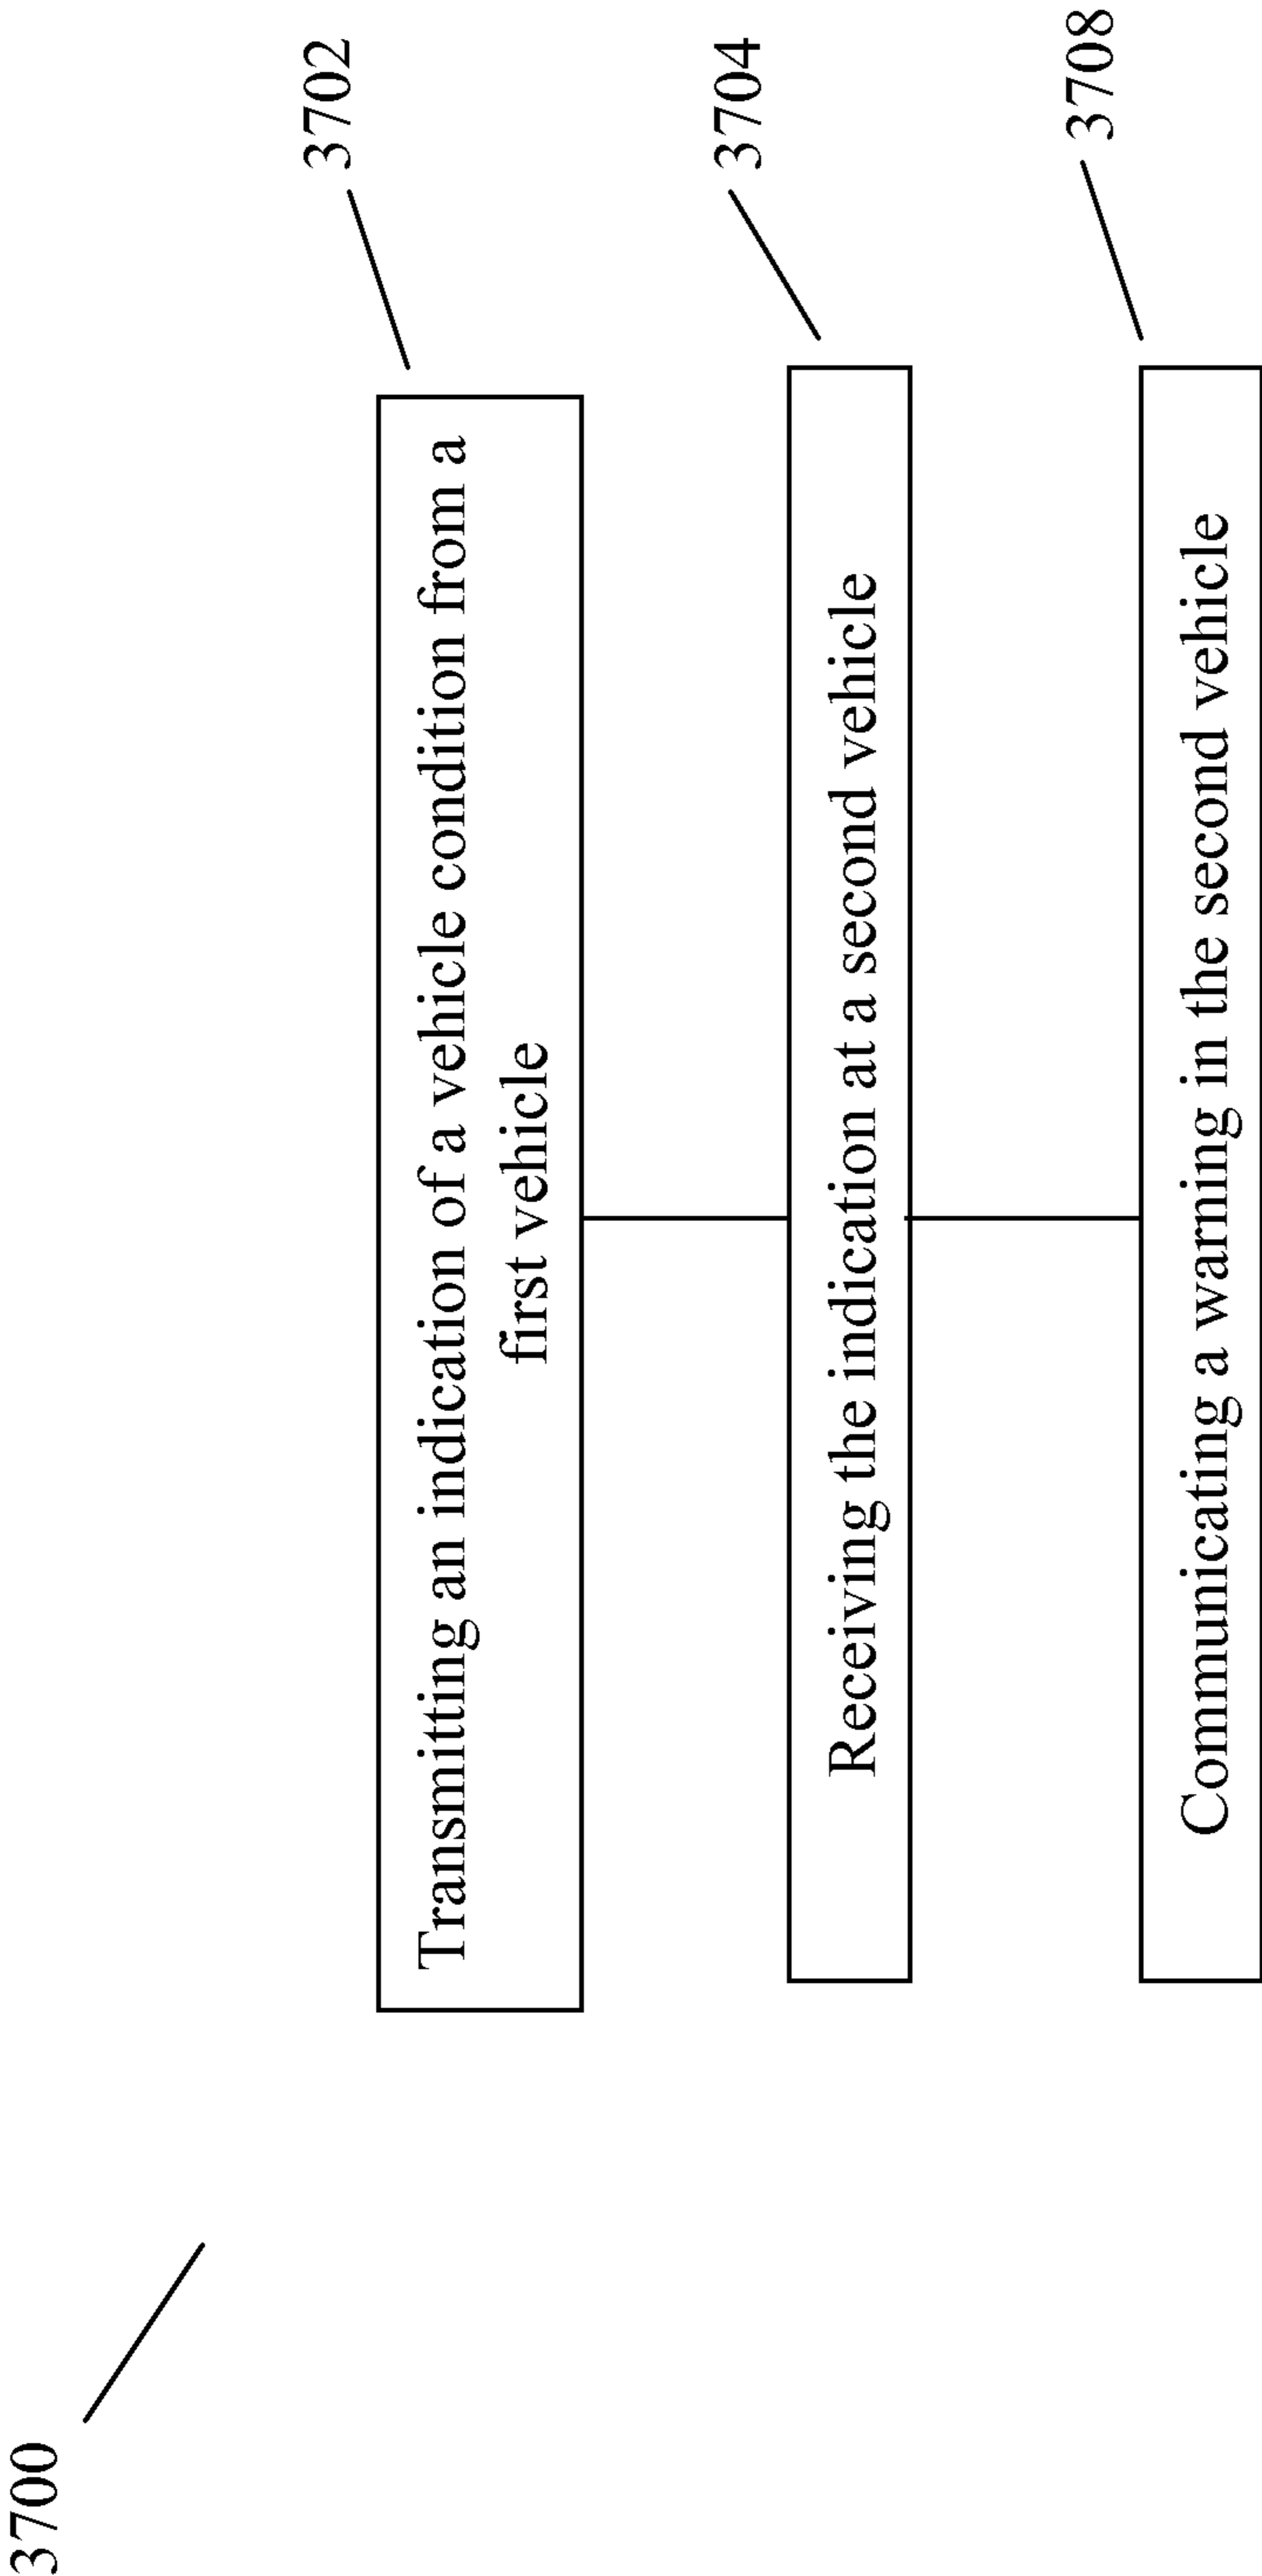 3700
3702
Transmitting an indication of a vehicle condition from a
first vehicle
3704
Receiving the indication at a second vehicle
3708
Communicating a warning in the second vehicle